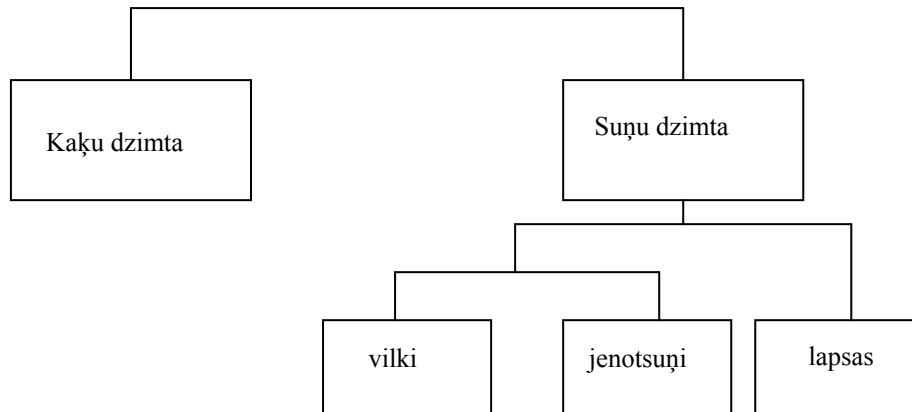 Kaķu dzimta
Suņu dzimta
vilki
jenotsuņi
lapsas